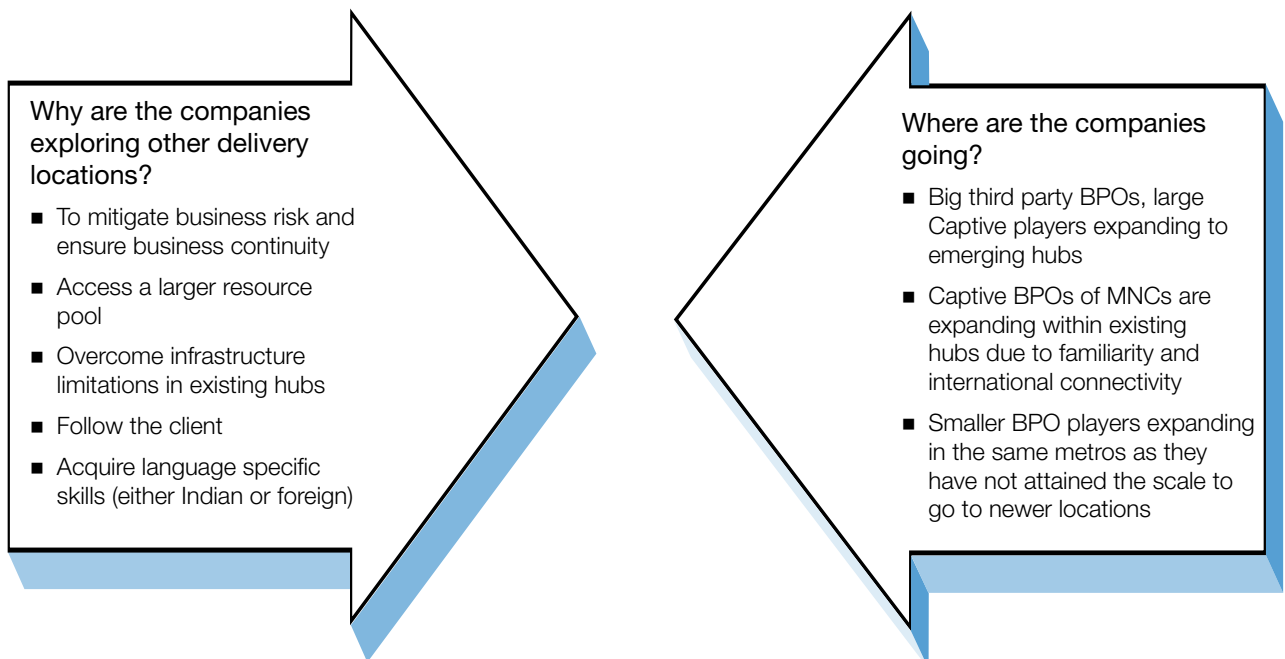 Why are the companies
exploring other delivery
locations?
■ To mitigate business risk and
ensure business continuity
■ Access a larger resource
pool
■ Overcome infrastructure
limitations in existing hubs
■ Follow the client
■ Acquire language specific
skills (either Indian or foreign)
Where are the companies
going?
■ Big third party BPOs, large
Captive players expanding to
emerging hubs
■ Captive BPOs of MNCs are
expanding within existing
hubs due to familiarity and
international connectivity
■ Smaller BPO players expanding
in the same metros as they
have not attained the scale to
go to newer locations